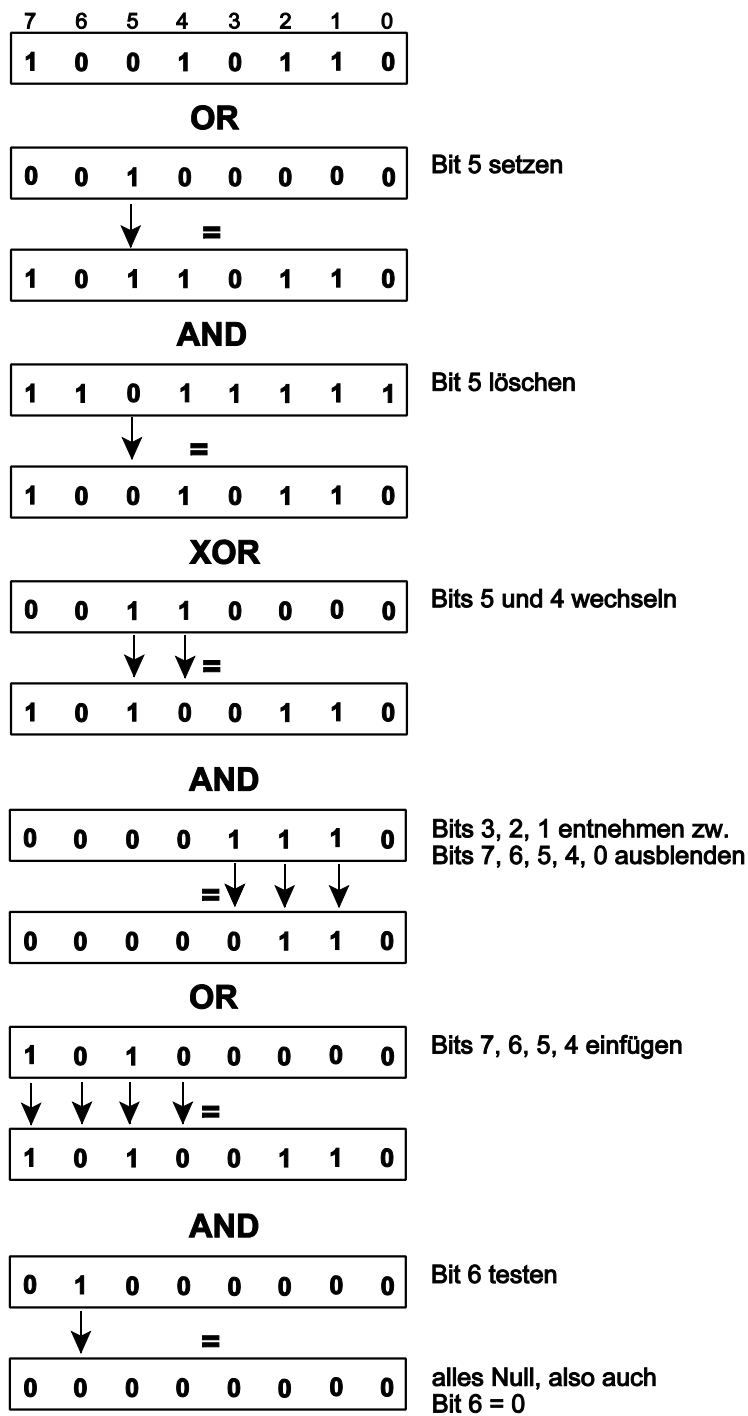 7 6 5 4 3 2 1 0
1 0 0 1 0 1 1 0
OR
0 0 1 0 0 0 0 0 Bit 5 setzen
=
1 0 1 1 0 1 1 0
AND
1 1 0 1 1 1 1 1 Bit 5 löschen
=
1 0 0 1 0 1 1 0
XOR
0 0 1 1 0 0 0 0 Bits 5 und 4 wechseln
=
1 0 1 0 0 1 1 0
AND
0 0 0 0 1 1 1 0 Bits 3, 2, 1 entnehmen zw.
Bits 7, 6, 5, 4, 0 ausblenden
=
0 0 0 0 0 1 1 0
OR
1 0 1 0 0 0 0 0 Bits 7, 6, 5, 4 einfügen
=
1 0 1 0 0 1 1 0
AND
0 1 0 0 0 0 0 0 Bit 6 testen
=
0 0 0 0 0 0 0 0 alles Null, also auch
Bit 6 = 0